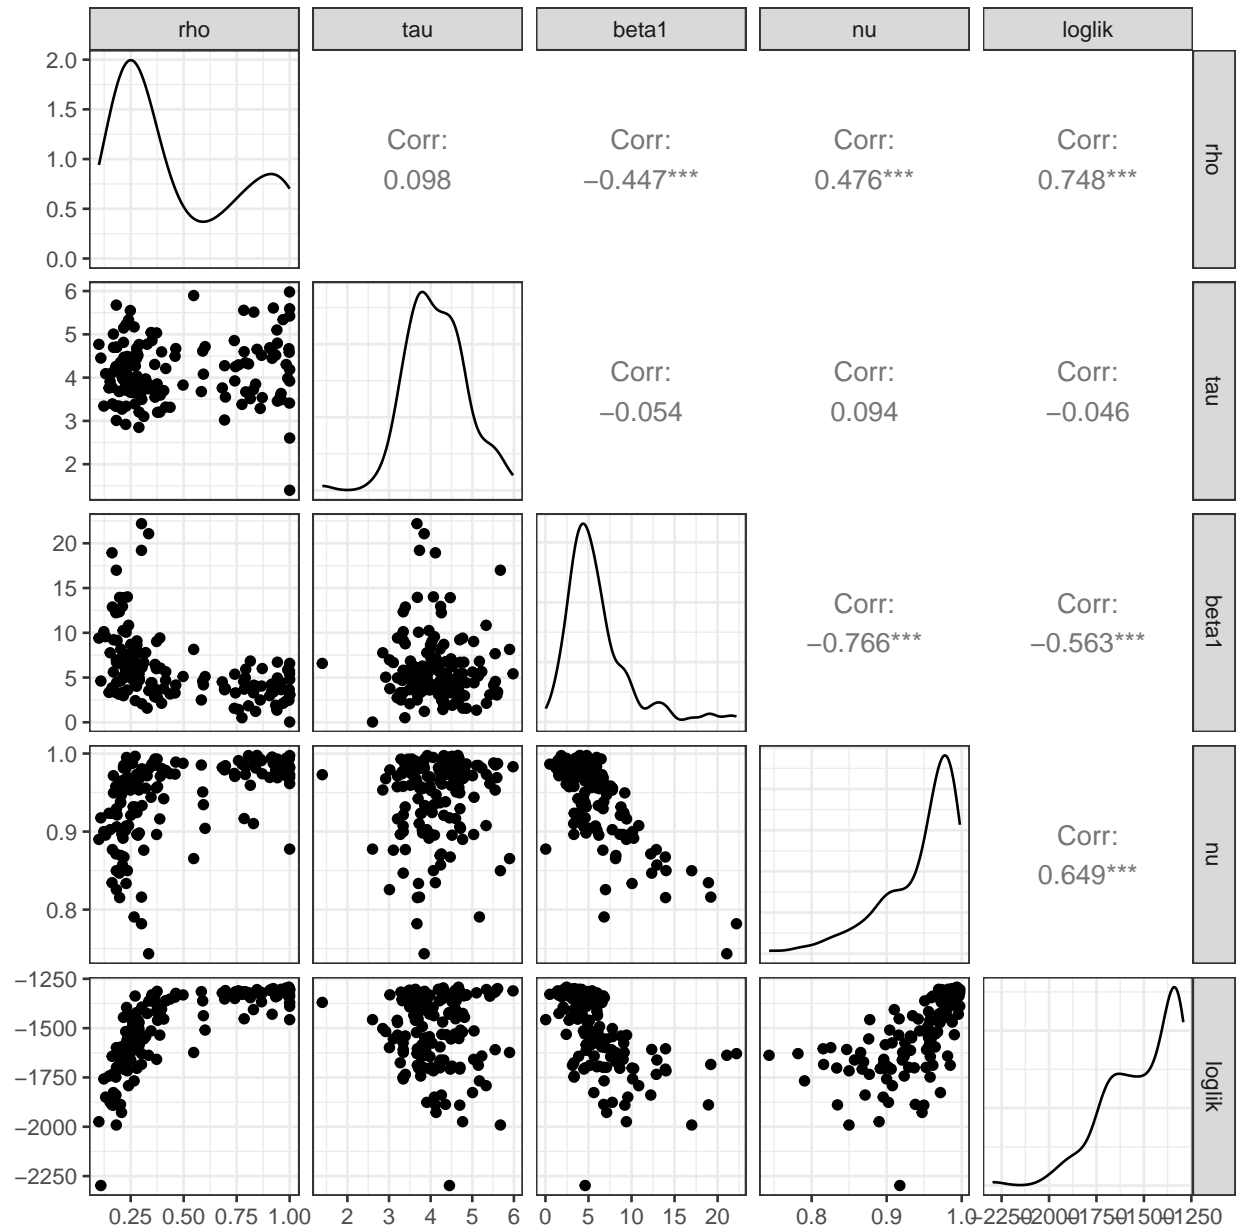 rho tau beta1 nu loglik
2.0
1.5
1.0
0.5
0.0
Corr:
0.098
Corr:
−0.447***
Corr:
0.476***
Corr:
0.748***
rho
6
5
4
3
2
Corr:
−0.054
Corr:
0.094
Corr:
−0.046
tau
20
15
10
5
0
Corr:
−0.766***
Corr:
−0.563***
beta1
1.0
0.9
0.8
Corr:
0.649***
nu
−1250
−1500
−1750
−2000
−2250
loglik
0.25 0.50 0.75 1.00 2 3 4 5 6 0 5 10 15 20 0.8 0.9 1.0 −2250 −2000 −1750 −1500 −1250